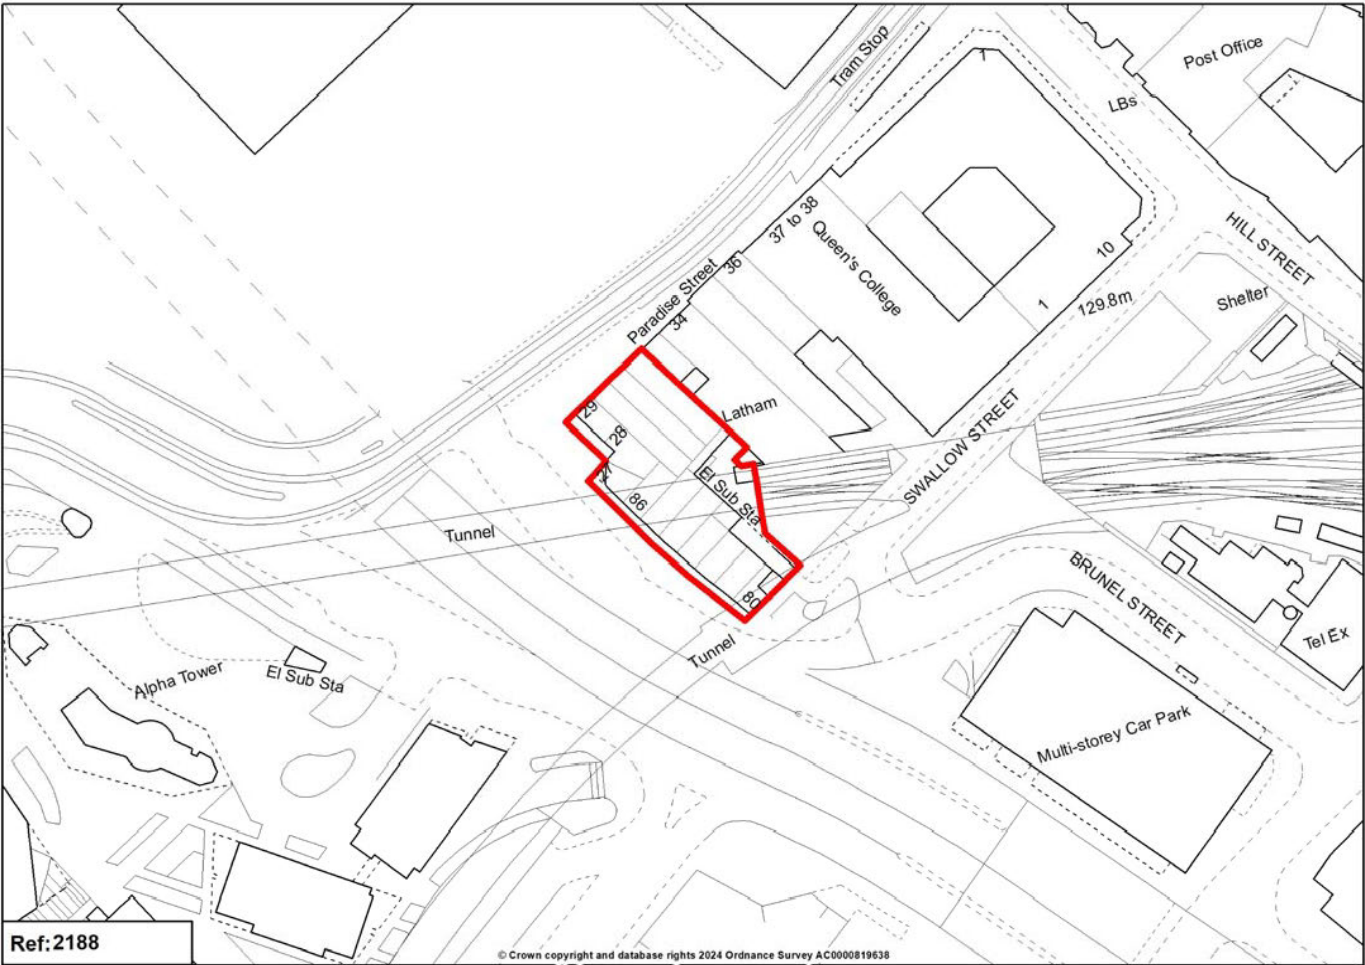 Tram Stop
Post Office
LBs
1
37 to 38
Queen's College
HILL STREET
10
36
Paradise Street
34
1
129.8m
Shelter
29
28
Latham
SWALLOW STREET
86
El Sub Sta
Tunnel
80
BRUNEL STREET
Tunnel
Tel Ex
Alpha Tower
El Sub Sta
Multi-storey Car Park
Ref:2188
© Crown copyright and database rights 2024 Ordnance Survey AC0000819638